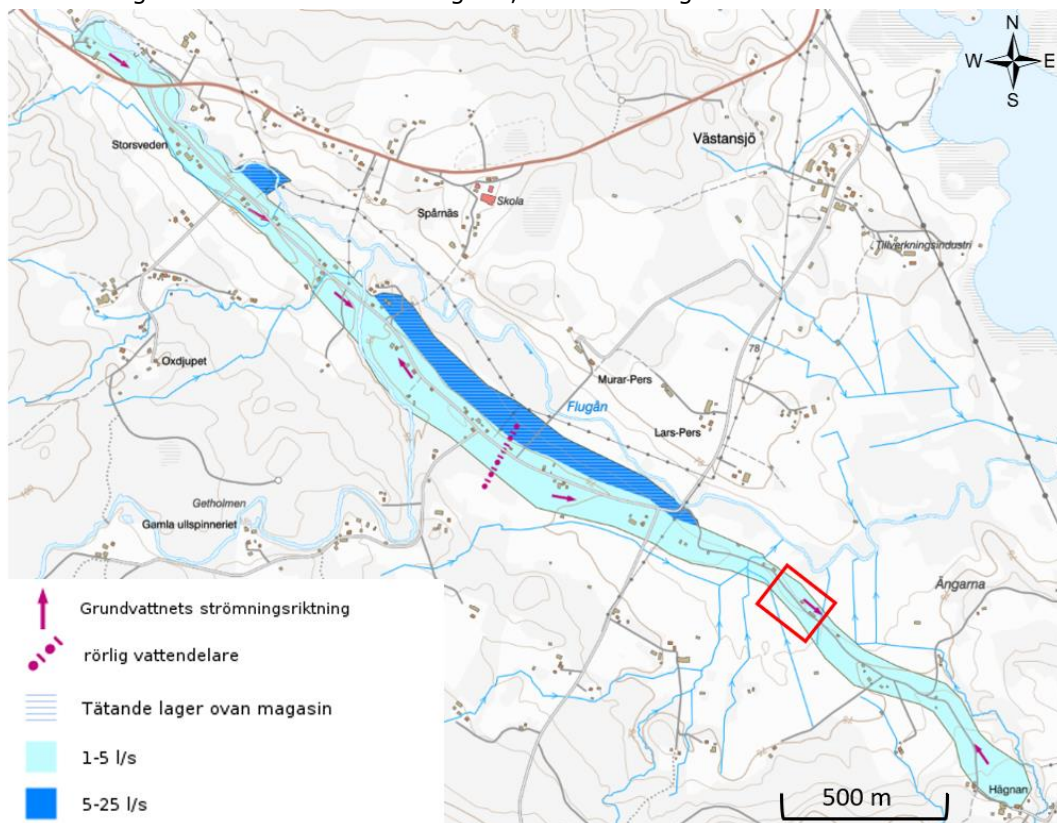 N
W E
S
Västansjö
Storsveden
Skola
Spårnäs
Tillverkningsindustri
Oxdjupet
78
Murar-Pers
Flugån
Lars-Pers
Getholmen
Gamla ullspinneriet
Ängarna
Grundvattnets strömningsriktning
rörlig vattendelare
Tätande lager ovan magasin
1-5 l/s
5-25 l/s
500 m
Hågnan